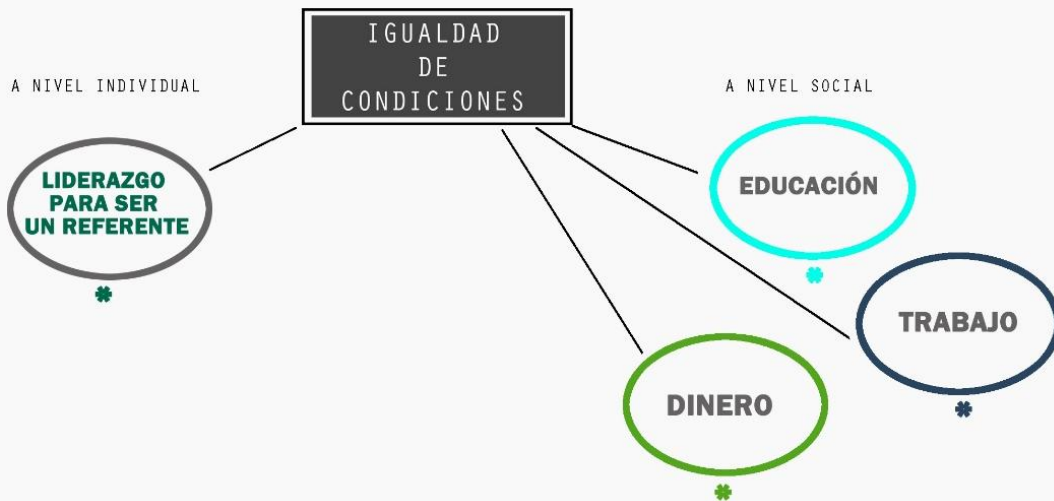 IGUALDAD
DE
CONDICIONES
A NIVEL INDIVIDUAL
A NIVEL SOCIAL
LIDERAZGO
PARA SER
UN REFERENTE
EDUCACIÓN
TRABAJO
DINERO